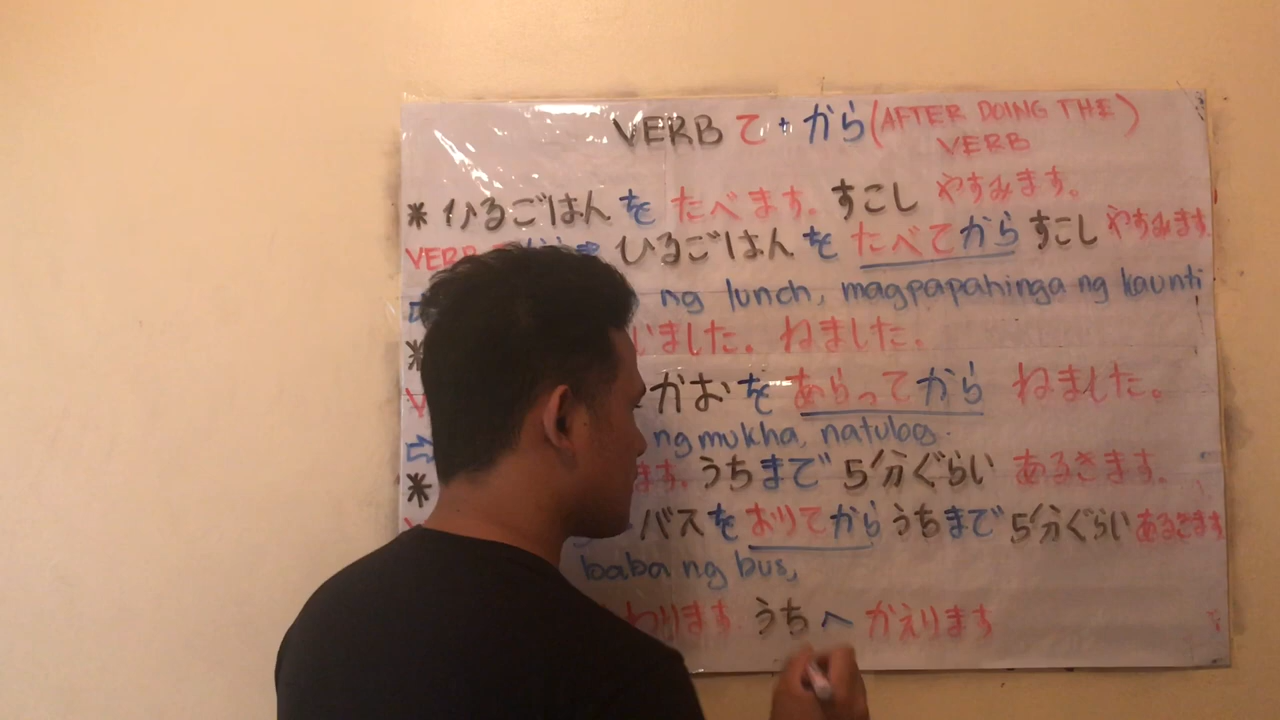 VERB て + から (AFTER DOING THE VERB)
* ひるごはん を たべます. すこし やすみます。
VERB ひるごはん を たべてから すこし やすみます.
ng lunch, magpapahinga ng kaunti
いました。 ねました.
* かお を あらってから ねました。
ng mukha, natulog.
* ます. うちまで 5分ぐらい あるきます.
バスを おりてから うちまで 5分ぐらい あるきます
baba ng bus,
わります. うち へ かえります